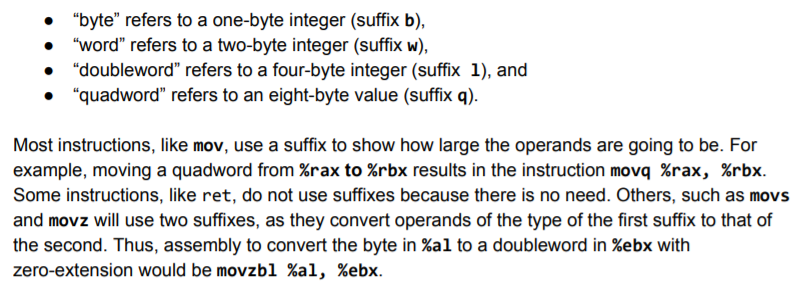 ● “byte” refers to a one-byte integer (suffix b),
● “word” refers to a two-byte integer (suffix w),
● “doubleword” refers to a four-byte integer (suffix l), and
● “quadword” refers to an eight-byte value (suffix q).
Most instructions, like mov, use a suffix to show how large the operands are going to be. For
example, moving a quadword from %rax to %rbx results in the instruction movq %rax, %rbx.
Some instructions, like ret, do not use suffixes because there is no need. Others, such as movs
and movz will use two suffixes, as they convert operands of the type of the first suffix to that of
the second. Thus, assembly to convert the byte in %al to a doubleword in %ebx with
zero-extension would be movzbl %al, %ebx.